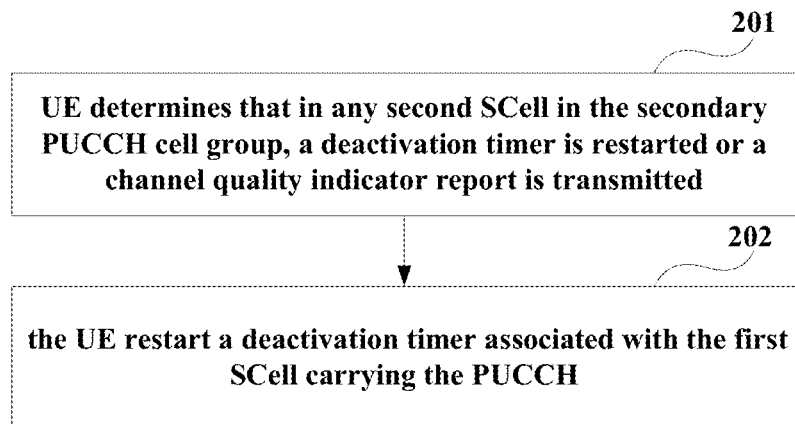 201
UE determines that in any second SCell in the secondary
PUCCH cell group, a deactivation timer is restarted or a
channel quality indicator report is transmitted
202
the UE restart a deactivation timer associated with the first
SCell carrying the PUCCH